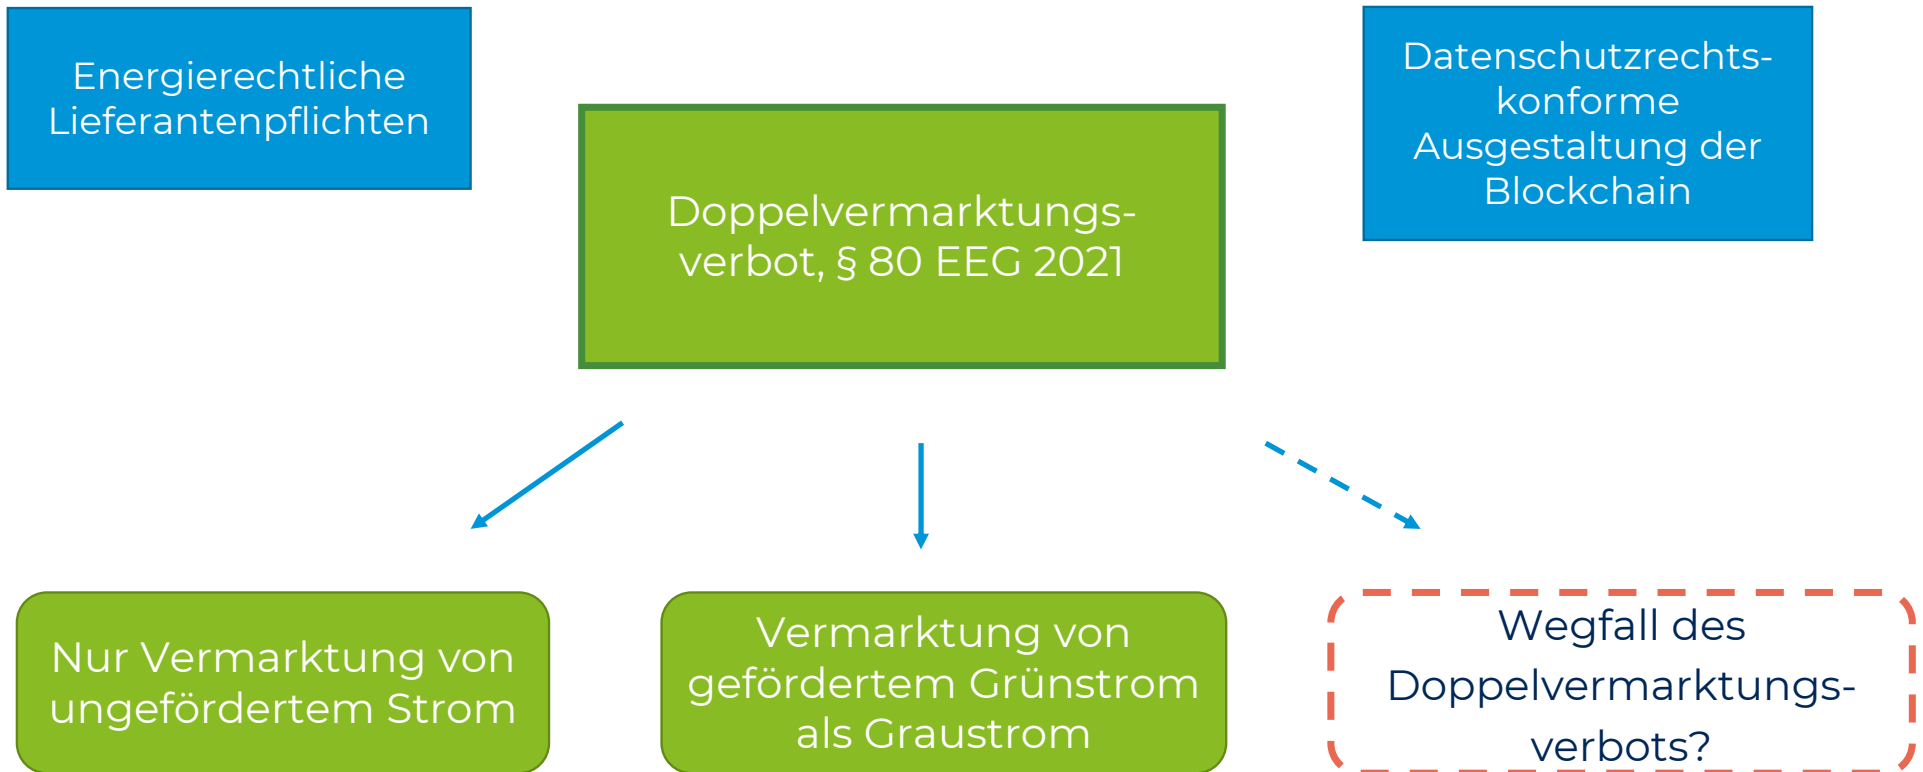 Energierechtliche
Lieferantenpflichten
Datenschutzrechts-
konforme
Ausgestaltung der
Blockchain
Doppelvermarktungs-
verbot, § 80 EEG 2021
Nur Vermarktung von
ungefördertem Strom
Vermarktung von
gefördertem Grünstrom
als Graustrom
Wegfall des
Doppelvermarktungs-
verbots?